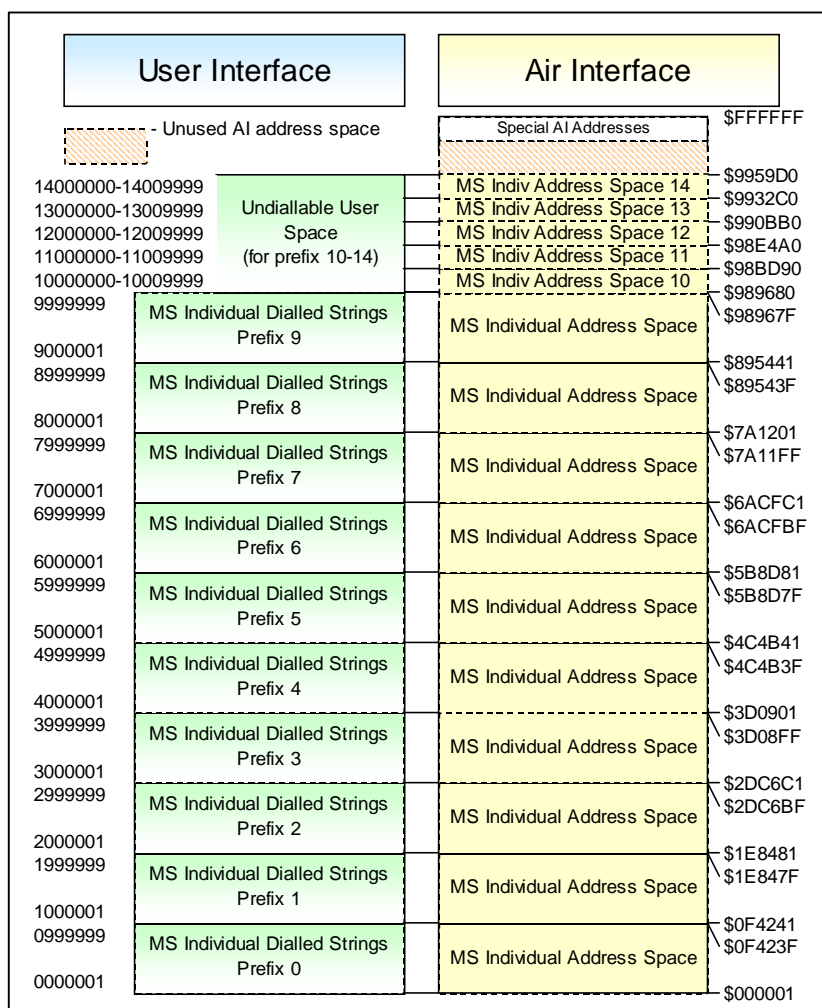 User Interface
Air Interface
- Unused AI address space
Special AI Addresses
$FFFFFF
14000000-14009999
13000000-13009999
12000000-12009999
11000000-11009999
10000000-10009999
Undiallable User
Space
(for prefix 10-14)
MS Indiv Address Space 14
MS Indiv Address Space 13
MS Indiv Address Space 12
MS Indiv Address Space 11
MS Indiv Address Space 10
$9959D0
$9932C0
$990BB0
$98E4A0
$98BD90
$989680
9999999
9000001
MS Individual Dialled Strings
Prefix 9
MS Individual Address Space
$98967F
$895441
8999999
8000001
MS Individual Dialled Strings
Prefix 8
MS Individual Address Space
$89543F
$7A1201
7999999
7000001
MS Individual Dialled Strings
Prefix 7
MS Individual Address Space
$7A11FF
$6ACFC1
6999999
6000001
MS Individual Dialled Strings
Prefix 6
MS Individual Address Space
$6ACFBF
$5B8D81
5999999
5000001
MS Individual Dialled Strings
Prefix 5
MS Individual Address Space
$5B8D7F
$4C4B41
4999999
4000001
MS Individual Dialled Strings
Prefix 4
MS Individual Address Space
$4C4B3F
$3D0901
3999999
3000001
MS Individual Dialled Strings
Prefix 3
MS Individual Address Space
$3D08FF
$2DC6C1
2999999
2000001
MS Individual Dialled Strings
Prefix 2
MS Individual Address Space
$2DC6BF
$1E8481
1999999
1000001
MS Individual Dialled Strings
Prefix 1
MS Individual Address Space
$1E847F
$0F4241
0999999
0000001
MS Individual Dialled Strings
Prefix 0
MS Individual Address Space
$0F423F
$000001